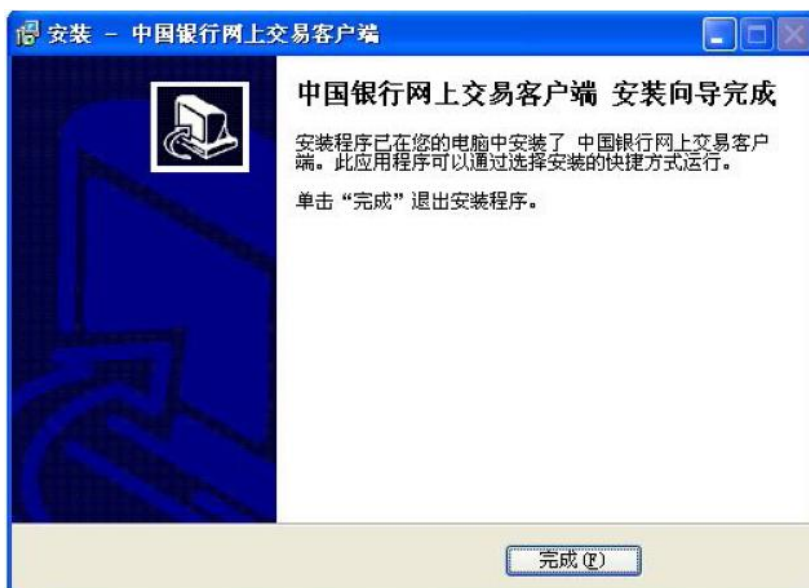 安装 - 中国银行网上交易客户端
中国银行网上交易客户端 安装向导完成
安装程序已在您的电脑中安装了 中国银行网上交易客户
端。此应用程序可以通过选择安装的快捷方式运行。
单击“完成”退出安装程序。
完成(F)